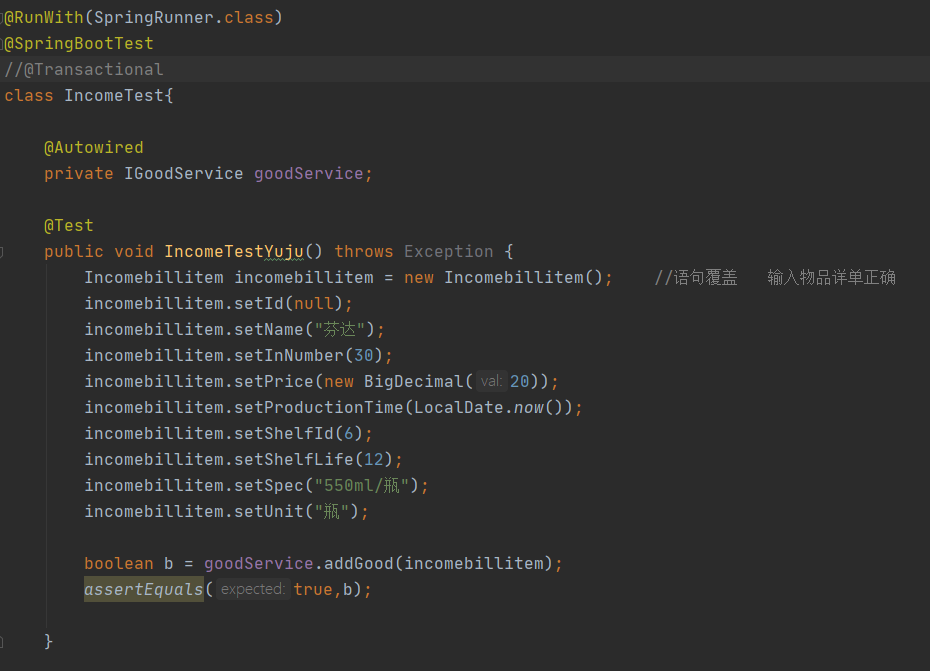 @RunWith(SpringRunner.class)
@SpringBootTest
//@Transactional
class IncomeTest{
@Autowired
private IGoodService goodService;
@Test
public void IncomeTestYuju() throws Exception {
Incomebillitem incomebillitem = new Incomebillitem(); //语句覆盖 输入物品详单正确
incomebillitem.setId(null);
incomebillitem.setName("芬达");
incomebillitem.setInNumber(30);
incomebillitem.setPrice(new BigDecimal( val: 20));
incomebillitem.setProductionTime(LocalDate.now());
incomebillitem.setShelfId(6);
incomebillitem.setShelfLife(12);
incomebillitem.setSpec("550ml/瓶");
incomebillitem.setUnit("瓶");
boolean b = goodService.addGood(incomebillitem);
assertEquals( expected: true,b);
}